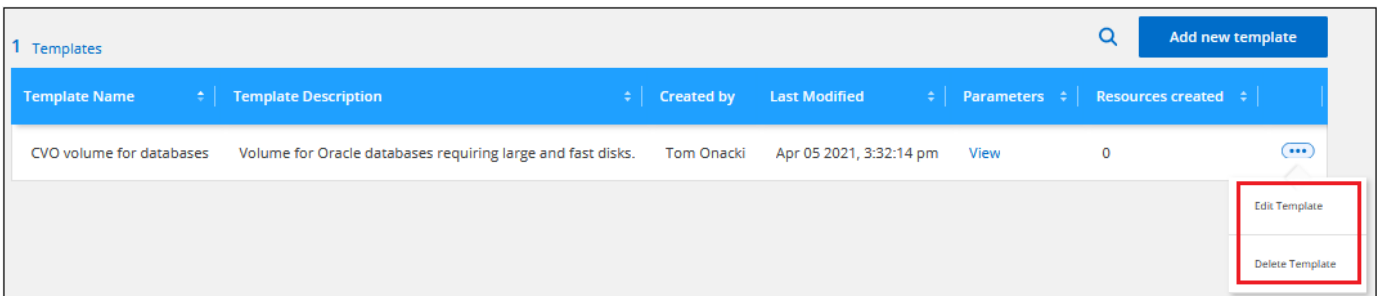 1 Templates
Add new template
Template Name Template Description Created by Last Modified Parameters Resources created
CVO volume for databases Volume for Oracle databases requiring large and fast disks. Tom Onacki Apr 05 2021, 3:32:14 pm View 0
Edit Template
Delete Template